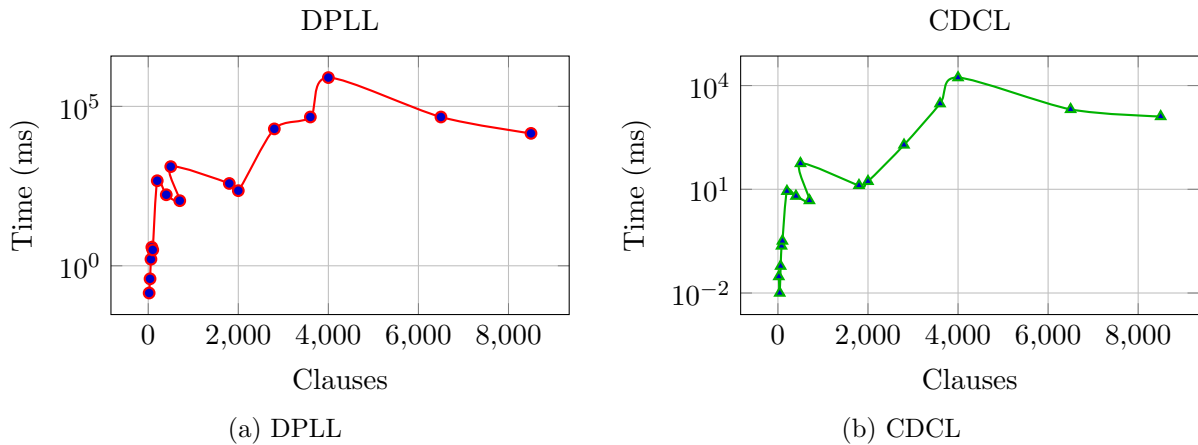 DPLL
Time (ms)
10^5
10^0
0
2,000
4,000
6,000
8,000
Clauses
(a) DPLL
CDCL
Time (ms)
10^4
10^1
10^−2
0
2,000
4,000
6,000
8,000
Clauses
(b) CDCL